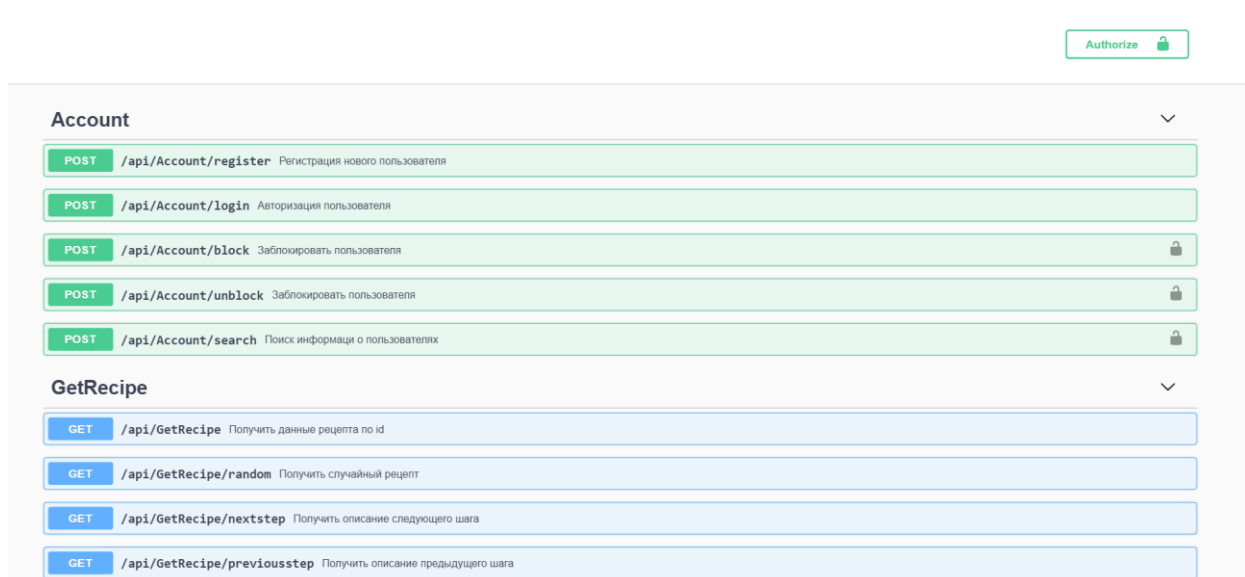 Authorize
Account
POST /api/Account/register Регистрация нового пользователя
POST /api/Account/login Авторизация пользователя
POST /api/Account/block Заблокировать пользователя
POST /api/Account/unblock Заблокировать пользователя
POST /api/Account/search Поиск информаци о пользователях
GetRecipe
GET /api/GetRecipe Получить данные рецепта по id
GET /api/GetRecipe/random Получить случайный рецепт
GET /api/GetRecipe/nextstep Получить описание следующего шага
GET /api/GetRecipe/previousstep Получить описание предыдущего шага